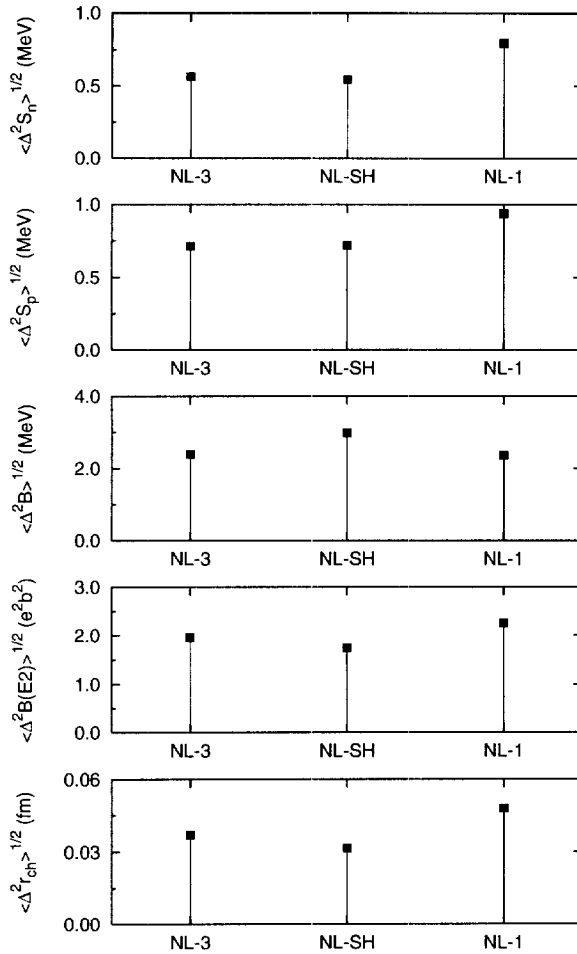 <Δ²Sn>^1/2 (MeV)
1.0
0.5
0.0
NL-3 NL-SH NL-1
<Δ²Sp>^1/2 (MeV)
1.0
0.5
0.0
NL-3 NL-SH NL-1
<Δ²B>^1/2 (MeV)
4.0
2.0
0.0
NL-3 NL-SH NL-1
<Δ²B(E2)>^1/2 (e²b²)
3.0
2.0
1.0
0.0
NL-3 NL-SH NL-1
<Δ²r_ch>^1/2 (fm)
0.06
0.03
0.00
NL-3 NL-SH NL-1